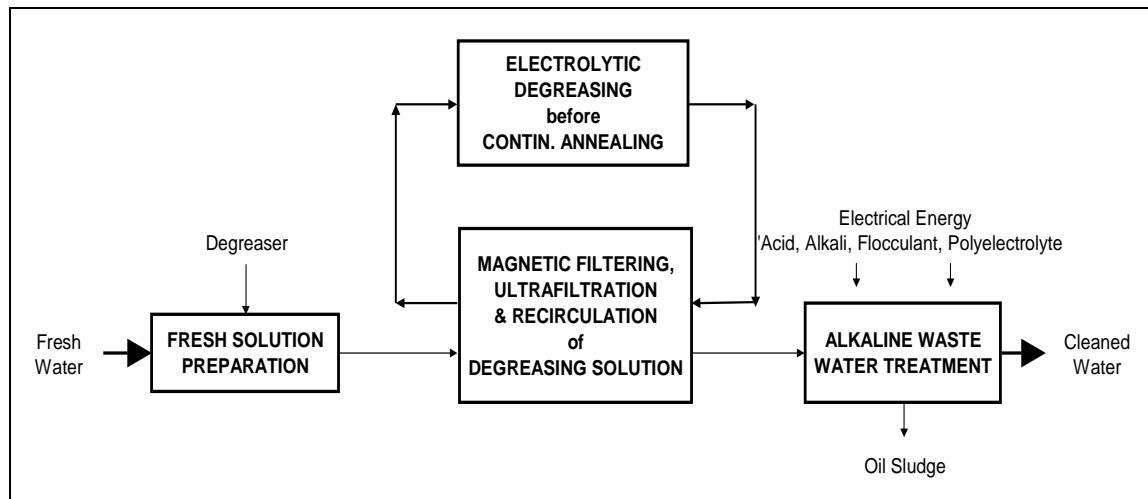 ELECTROLYTIC
DEGREASING
before
CONTIN. ANNEALING
Electrical Energy
'Acid, Alkali, Flocculant, Polyelectrolyte
Degreaser
MAGNETIC FILTERING,
ULTRAFILTRATION
& RECIRCULATION
of
DEGREASING SOLUTION
Fresh
Water
FRESH SOLUTION
PREPARATION
ALKALINE WASTE
WATER TREATMENT
Cleaned
Water
Oil Sludge